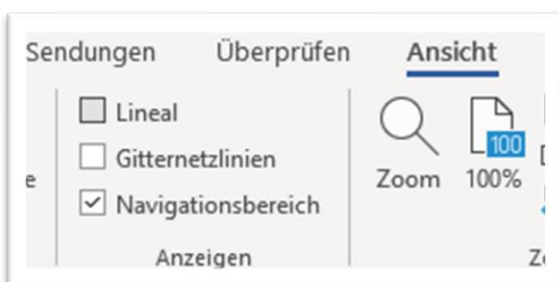 Sendungen Überprüfen Ansicht
Lineal
Gitternetzlinien
Navigationsbereich
Anzeigen
100
Zoom 100%